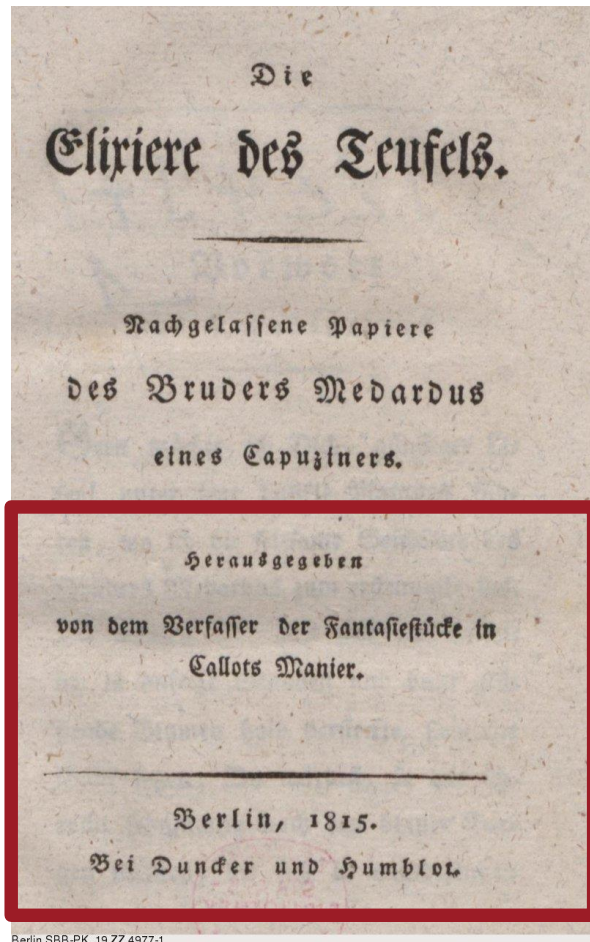 Die
Elixiere des Teufels.
Nachgelassene Papiere
des Bruders Medardus
eines Capuziners.
Herausgegeben
von dem Verfasser der Fantasiestücke in
Callots Manier.
Berlin, 1815.
Bei Duncker und Humblot.
Berlin SBB-PK, 19 ZZ 4977-1